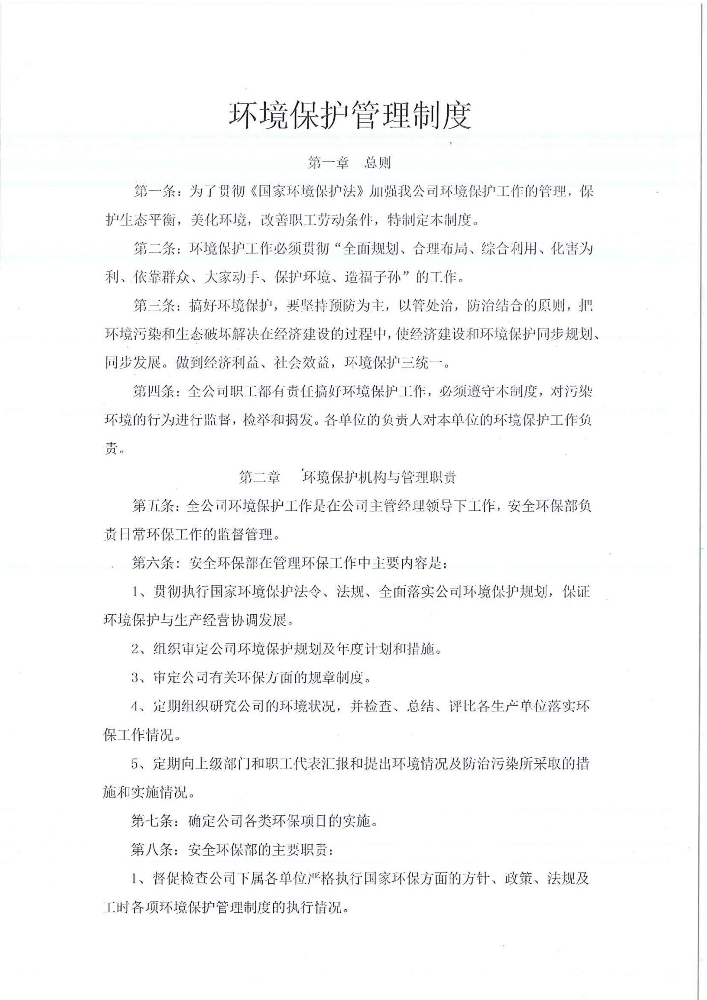 环境保护管理制度
第一章　总则
第一条：为了贯彻《国家环境保护法》加强我公司环境保护工作的管理，保
护生态平衡，美化环境，改善职工劳动条件，特制定本制度。
第二条：环境保护工作必须贯彻“全面规划、合理布局、综合利用、化害为
利、依靠群众、大家动手、保护环境、造福子孙”的工作。
第三条：搞好环境保护，要坚持预防为主，以管处治，防治结合的原则，把
环境污染和生态破坏解决在经济建设的过程中，使经济建设和环境保护同步规划、
同步发展。做到经济利益、社会效益，环境保护三统一。
第四条：全公司职工都有责任搞好环境保护工作，必须遵守本制度，对污染
环境的行为进行监督，检举和揭发。各单位的负责人对本单位的环境保护工作负
责。
第二章　环境保护机构与管理职责
第五条：全公司环境保护工作是在公司主管经理领导下工作，安全环保部负
责日常环保工作的监督管理。
第六条：安全环保部在管理环保工作中主要内容是：
1、贯彻执行国家环境保护法令、法规、全面落实公司环境保护规划，保证
环境保护与生产经营协调发展。
2、组织审定公司环境保护规划及年度计划和措施。
3、审定公司有关环保方面的规章制度。
4、定期组织研究公司的环境状况，并检查、总结、评比各生产单位落实环
保工作情况。
5、定期向上级部门和职工代表汇报和提出环境情况及防治污染所采取的措
施和实施情况。
第七条：确定公司各类环保项目的实施。
第八条：安全环保部的主要职责：
1、督促检查公司下属各单位严格执行国家环保方面的方针、政策、法规及
工时各项环境保护管理制度的执行情况。